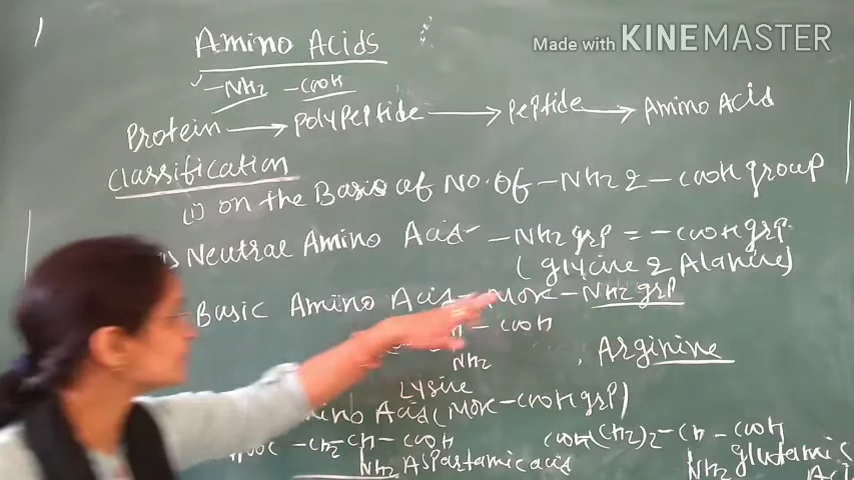 Made with KINEMASTER
Amino Acids
-NH2 -COOH
Protein → Polypeptide → Peptide → Amino Acid
Classification
(1) on the Basis of No. Of -NH2 & -COOH group
Neutral Amino Acid - -NH2 grp = -COOH grp
(Glycine & Alanine)
Basic Amino Acid - More -NH2 grp
- COOH
NH2 , Arginine
Lysine
Acid (More -COOH grp)
-CH2-CH-COOH COOH(CH2)2-CH-COOH
NH2 Aspartamic acid NH2 glutamic
Acid